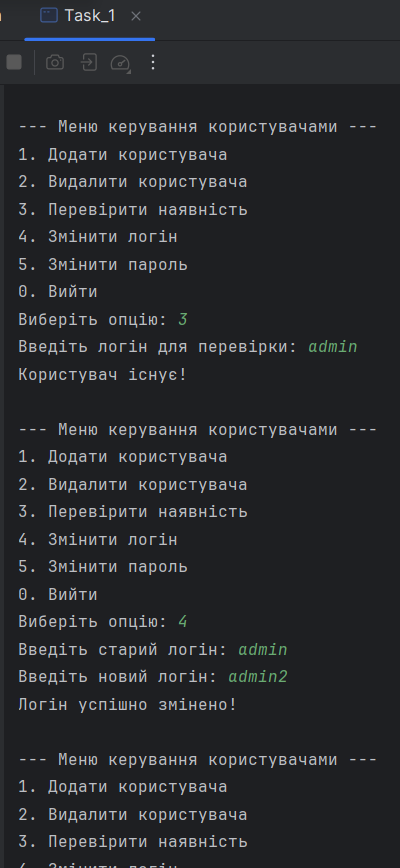 Task_1
--- Меню керування користувачами ---
1. Додати користувача
2. Видалити користувача
3. Перевірити наявність
4. Змінити логін
5. Змінити пароль
0. Вийти
Виберіть опцію: 3
Введіть логін для перевірки: admin
Користувач існує!
--- Меню керування користувачами ---
1. Додати користувача
2. Видалити користувача
3. Перевірити наявність
4. Змінити логін
5. Змінити пароль
0. Вийти
Виберіть опцію: 4
Введіть старий логін: admin
Введіть новий логін: admin2
Логін успішно змінено!
--- Меню керування користувачами ---
1. Додати користувача
2. Видалити користувача
3. Перевірити наявність
4. Змінити логін